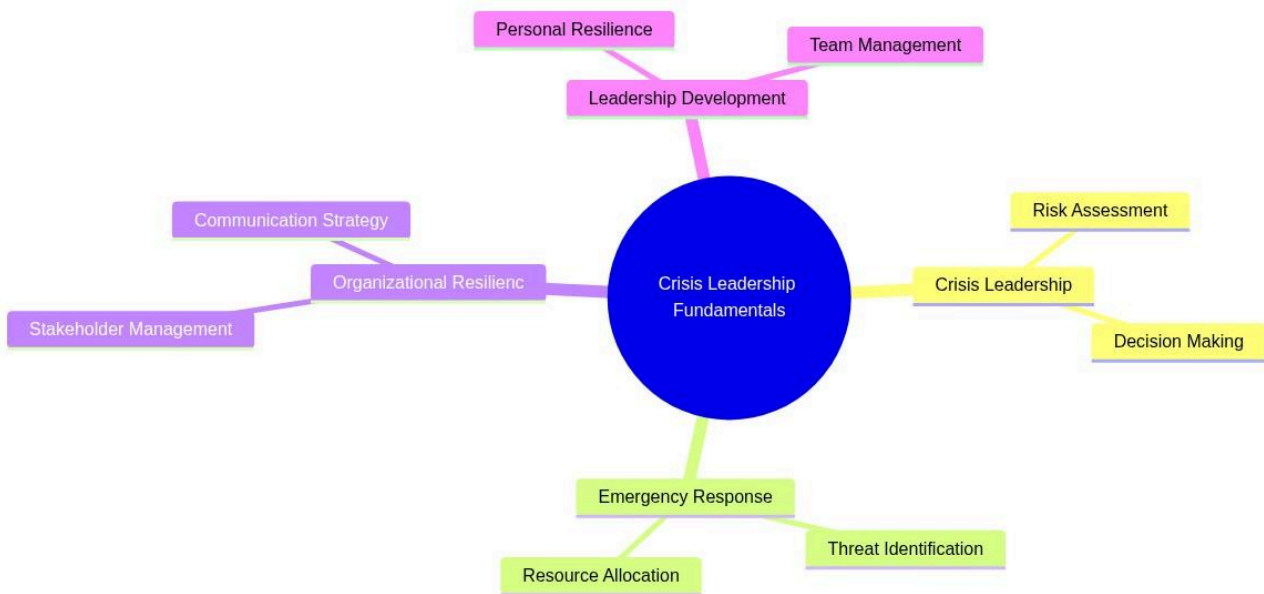 Personal Resilience
Team Management
Leadership Development
Communication Strategy
Organizational Resilienc
Stakeholder Management
Crisis Leadership
Fundamentals
Risk Assessment
Crisis Leadership
Decision Making
Emergency Response
Threat Identification
Resource Allocation